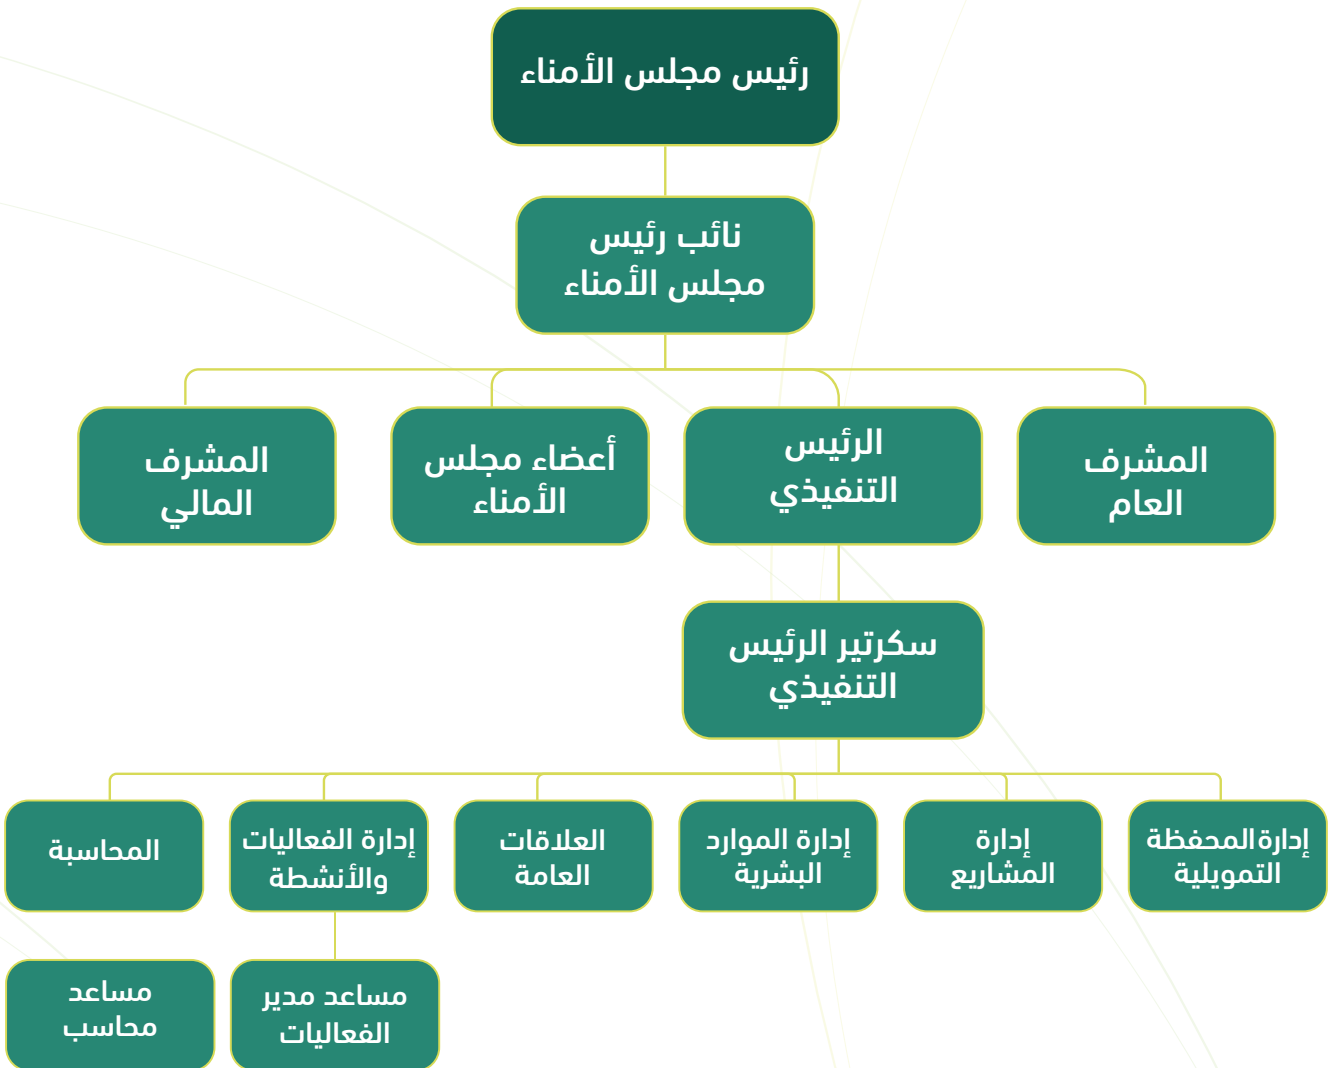 رئيس مجلس الأمناء
نائب رئيس
مجلس الأمناء
المشرف
العام
الرئيس
التنفيذي
أعضاء مجلس
الأمناء
المشرف
المالي
سكرتير الرئيس
التنفيذي
إدارة المحفظة
التمويلية
إدارة
المشاريع
إدارة الموارد
البشرية
العلاقات
العامة
إدارة الفعاليات
والأنشطة
المحاسبة
مساعد مدير
الفعاليات
مساعد
محاسب